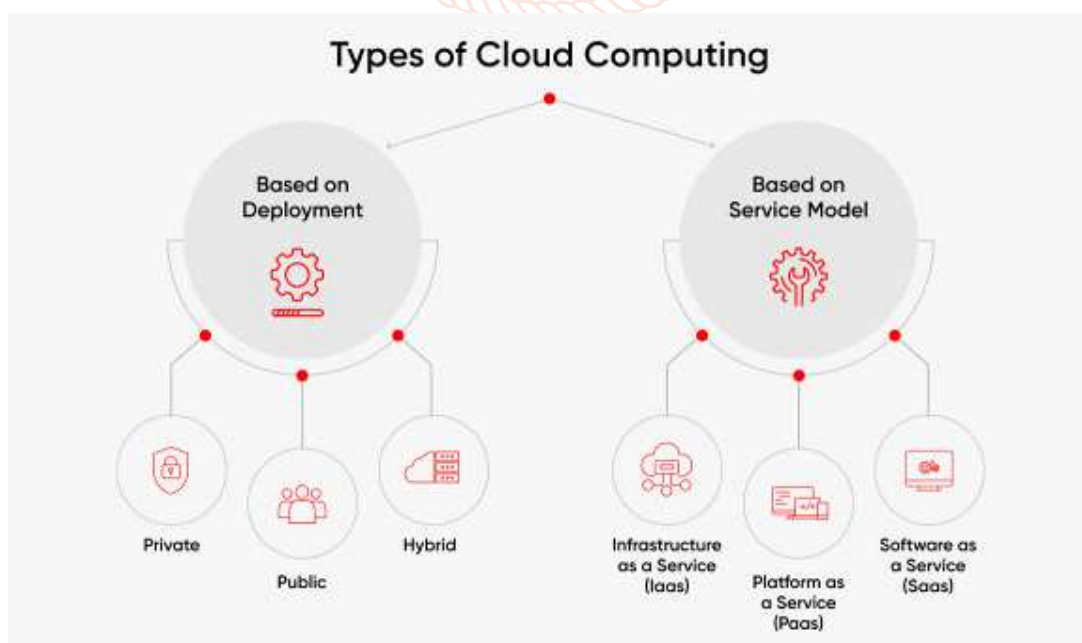 Types of Cloud Computing
Based on
Deployment
Based on
Service Model
Private
Public
Hybrid
Infrastructure
as a Service
(Iaas)
Platform as
a Service
(Paas)
Software as
a Service
(Saas)